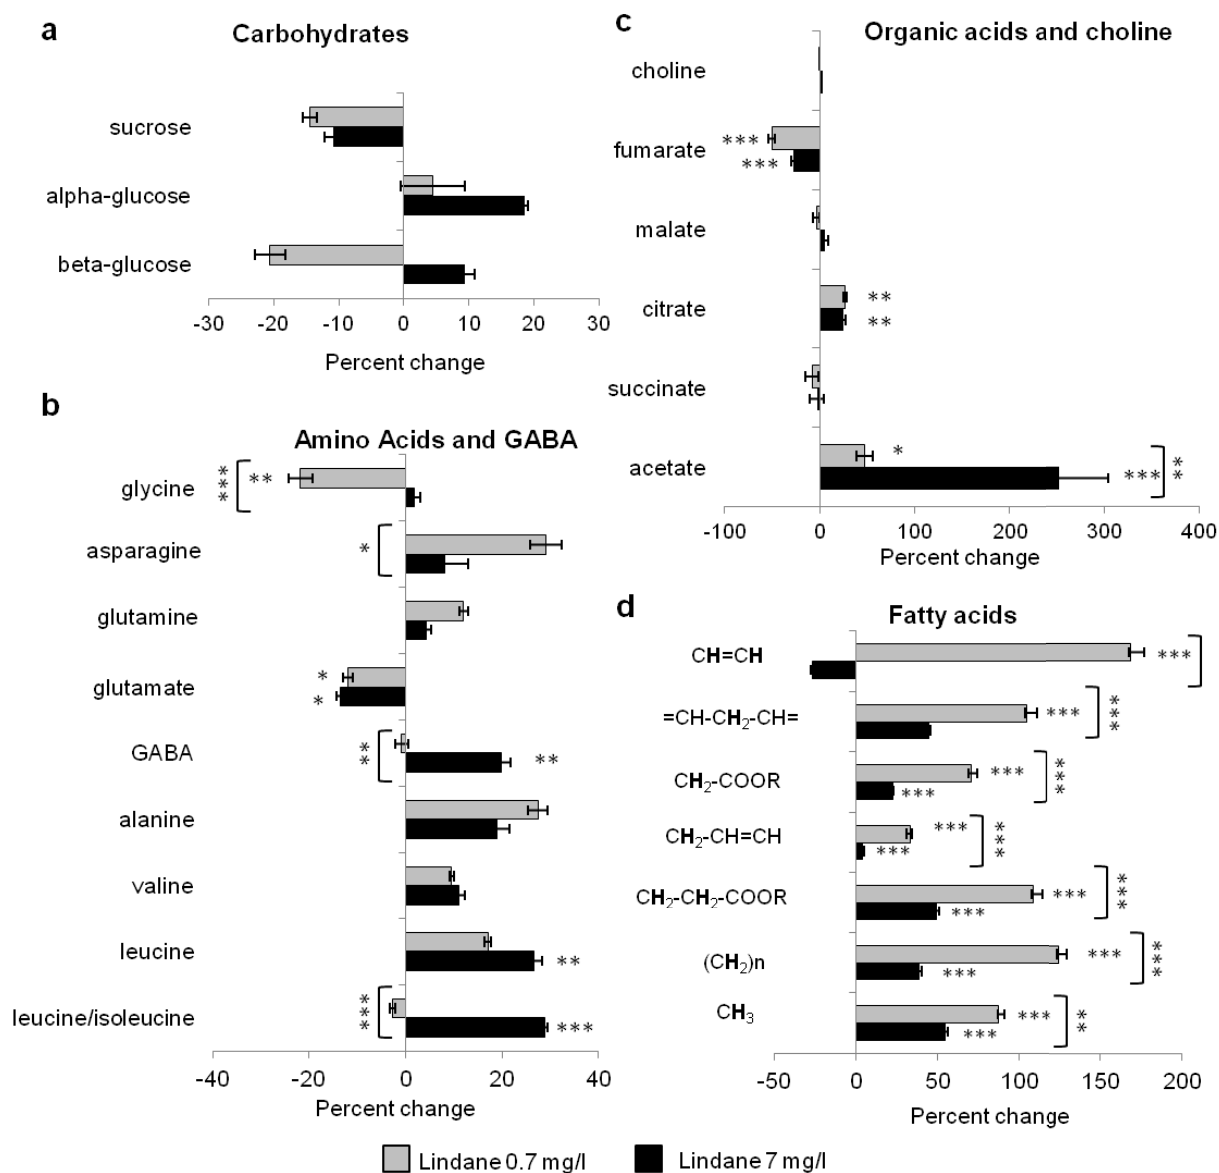 a
Carbohydrates
sucrose
alpha-glucose
beta-glucose
-30 -20 -10 0 10 20 30
Percent change
b
Amino Acids and GABA
glycine *** **
asparagine *
glutamine
glutamate *
*
GABA ** **
alanine
valine
leucine **
leucine/isoleucine *** ***
-40 -20 0 20 40
Percent change
c
Organic acids and choline
choline
fumarate ***
***
malate
citrate **
**
succinate
acetate *
*** **
-100 0 100 200 300 400
Percent change
d
Fatty acids
CH=CH ***
=CH-CH2-CH= *** ***
CH2-COOR *** ***
***
CH2-CH=CH *** ***
***
CH2-CH2-COOR *** ***
***
(CH2)n *** ***
***
CH3 *** **
***
-50 0 50 100 150 200
Percent change
Lindane 0.7 mg/l Lindane 7 mg/l